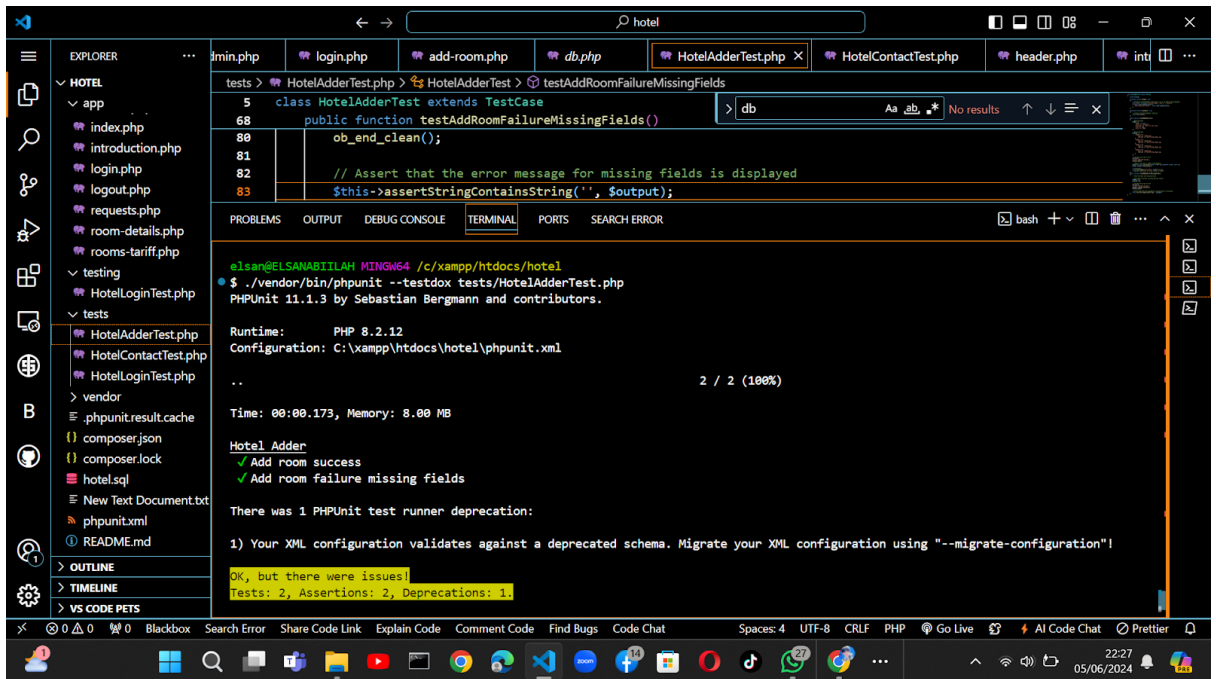 hotel
EXPLORER ···
lmin.php login.php add-room.php db.php HotelAdderTest.php HotelContactTest.php header.php intr
HOTEL
app
index.php
introduction.php
login.php
logout.php
requests.php
room-details.php
rooms-tariff.php
testing
HotelLoginTest.php
tests
HotelAdderTest.php
HotelContactTest.php
HotelLoginTest.php
vendor
.phpunit.result.cache
composer.json
composer.lock
hotel.sql
New Text Document.txt
phpunit.xml
README.md
OUTLINE
TIMELINE
VS CODE PETS
tests > HotelAdderTest.php > HotelAdderTest > testAddRoomFailureMissingFields
db Aa ab, .* No results
5 class HotelAdderTest extends TestCase
68 public function testAddRoomFailureMissingFields()
80 ob_end_clean();
81
82 // Assert that the error message for missing fields is displayed
83 $this->assertStringContainsString('', $output);
PROBLEMS OUTPUT DEBUG CONSOLE TERMINAL PORTS SEARCH ERROR bash
elsan@ELSANABIILAH MINGW64 /c/xampp/htdocs/hotel
$ ./vendor/bin/phpunit --testdox tests/HotelAdderTest.php
PHPUnit 11.1.3 by Sebastian Bergmann and contributors.
Runtime: PHP 8.2.12
Configuration: C:\xampp\htdocs\hotel\phpunit.xml
.. 2 / 2 (100%)
Time: 00:00.173, Memory: 8.00 MB
Hotel Adder
✓ Add room success
✓ Add room failure missing fields
There was 1 PHPUnit test runner deprecation:
1) Your XML configuration validates against a deprecated schema. Migrate your XML configuration using "--migrate-configuration"!
OK, but there were issues!
Tests: 2, Assertions: 2, Deprecations: 1.
0 0 0 Blackbox Search Error Share Code Link Explain Code Comment Code Find Bugs Code Chat Spaces: 4 UTF-8 CRLF PHP Go Live AI Code Chat Prettier
1 zoom 14 27 ··· 22:27 PRE
05/06/2024